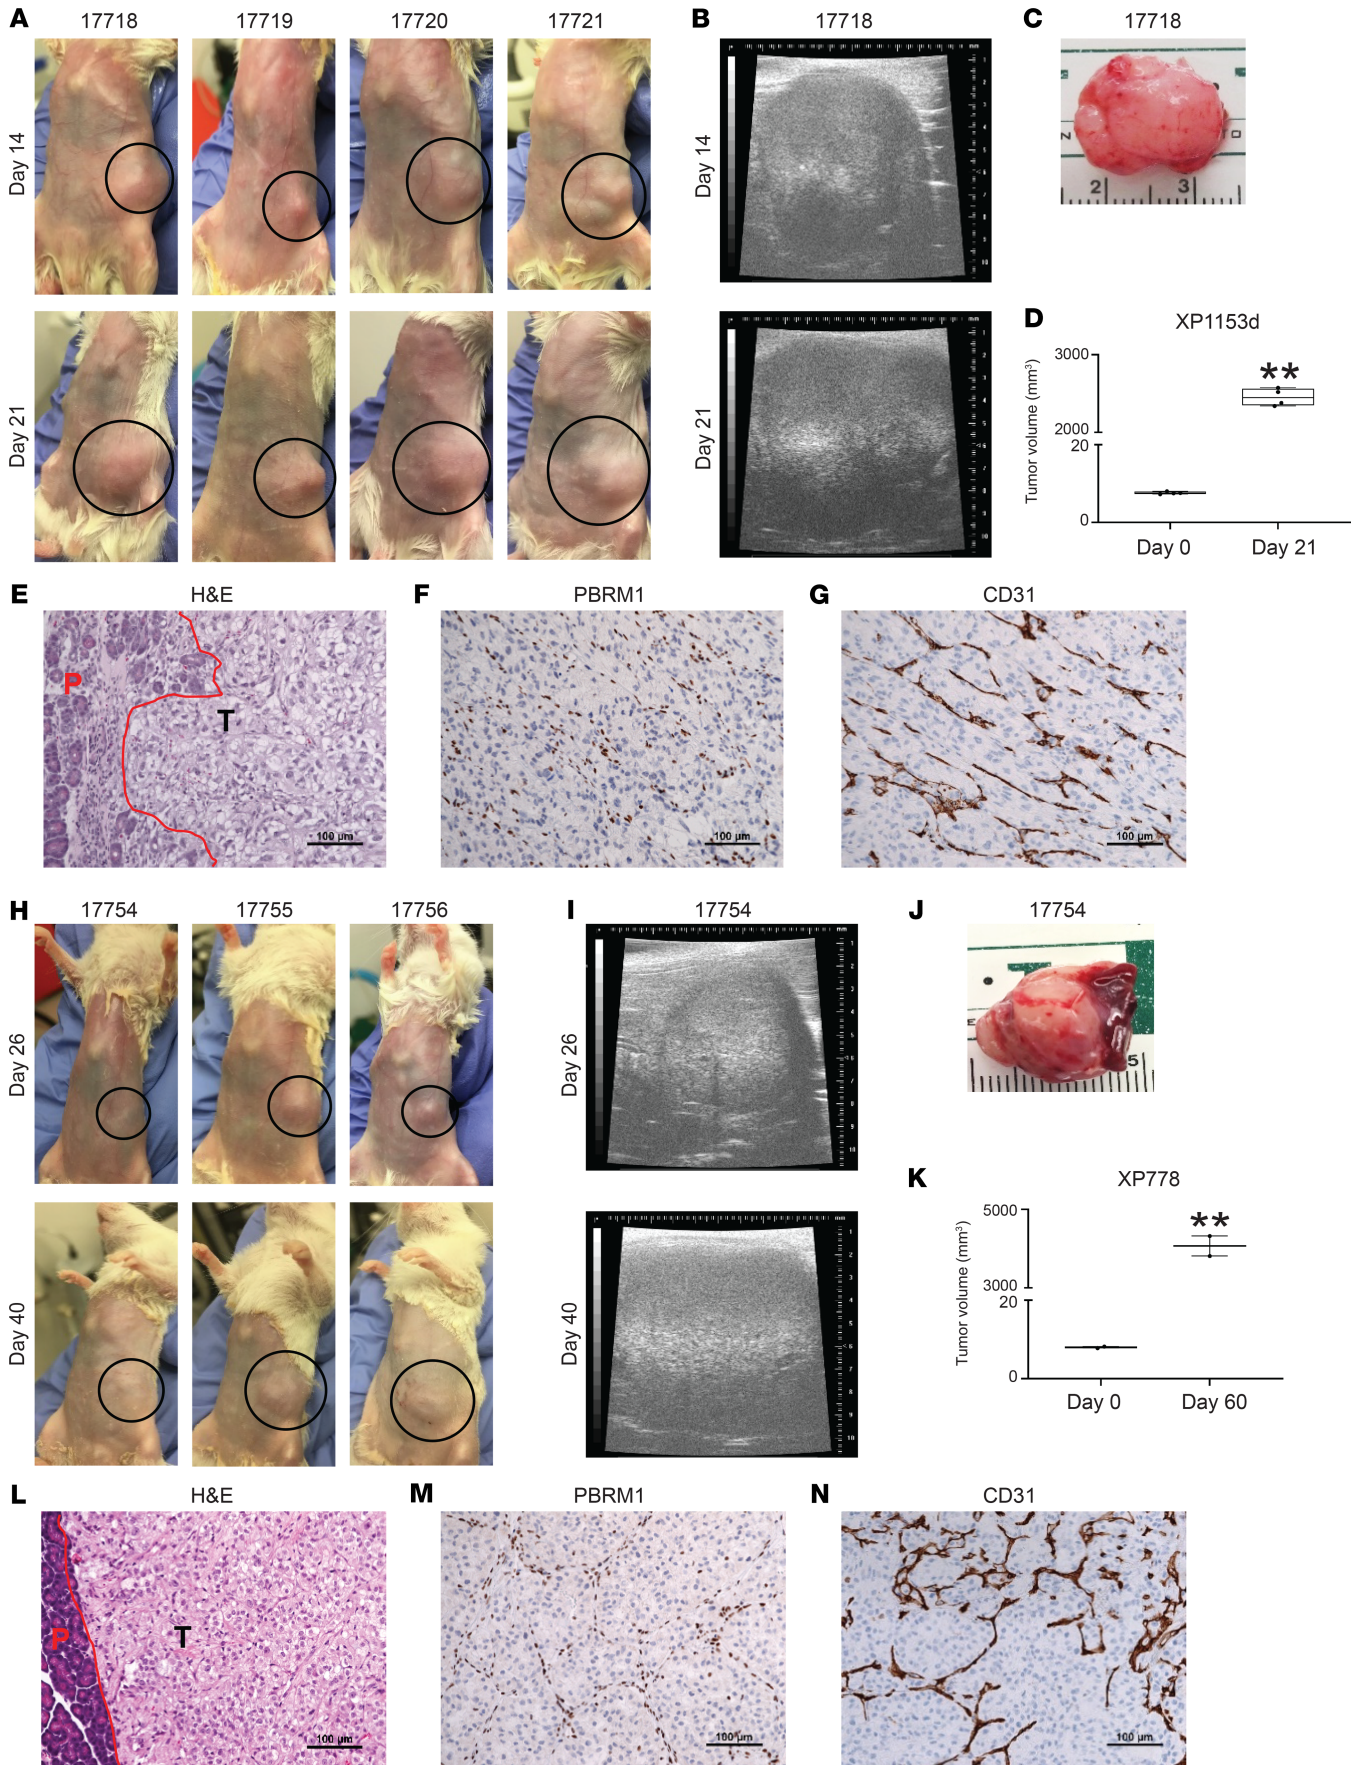 A 17718 17719 17720 17721 B 17718 C 17718
Day 14
Day 14
2 3
Day 21
Day 21
D XP1153d
Tumor volume (mm³)
3000
**
2000
20
0
Day 0 Day 21
E H&E F PBRM1 G CD31
P
T
100 µm 100 µm 100 µm
H 17754 17755 17756 I 17754 J 17754
Day 26
Day 26
5
Day 40
Day 40
K XP778
Tumor volume (mm³)
5000
**
3000
20
0
Day 0 Day 60
L H&E M PBRM1 N CD31
P T
100 µm 100 µm 100 µm